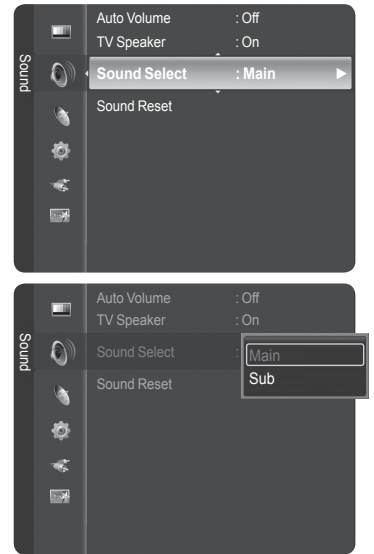 Sound
Auto Volume : Off
TV Speaker : On
Sound Select : Main
Sound Reset
Sound
Auto Volume : Off
TV Speaker : On
Sound Select :
Main
Sub
Sound Reset